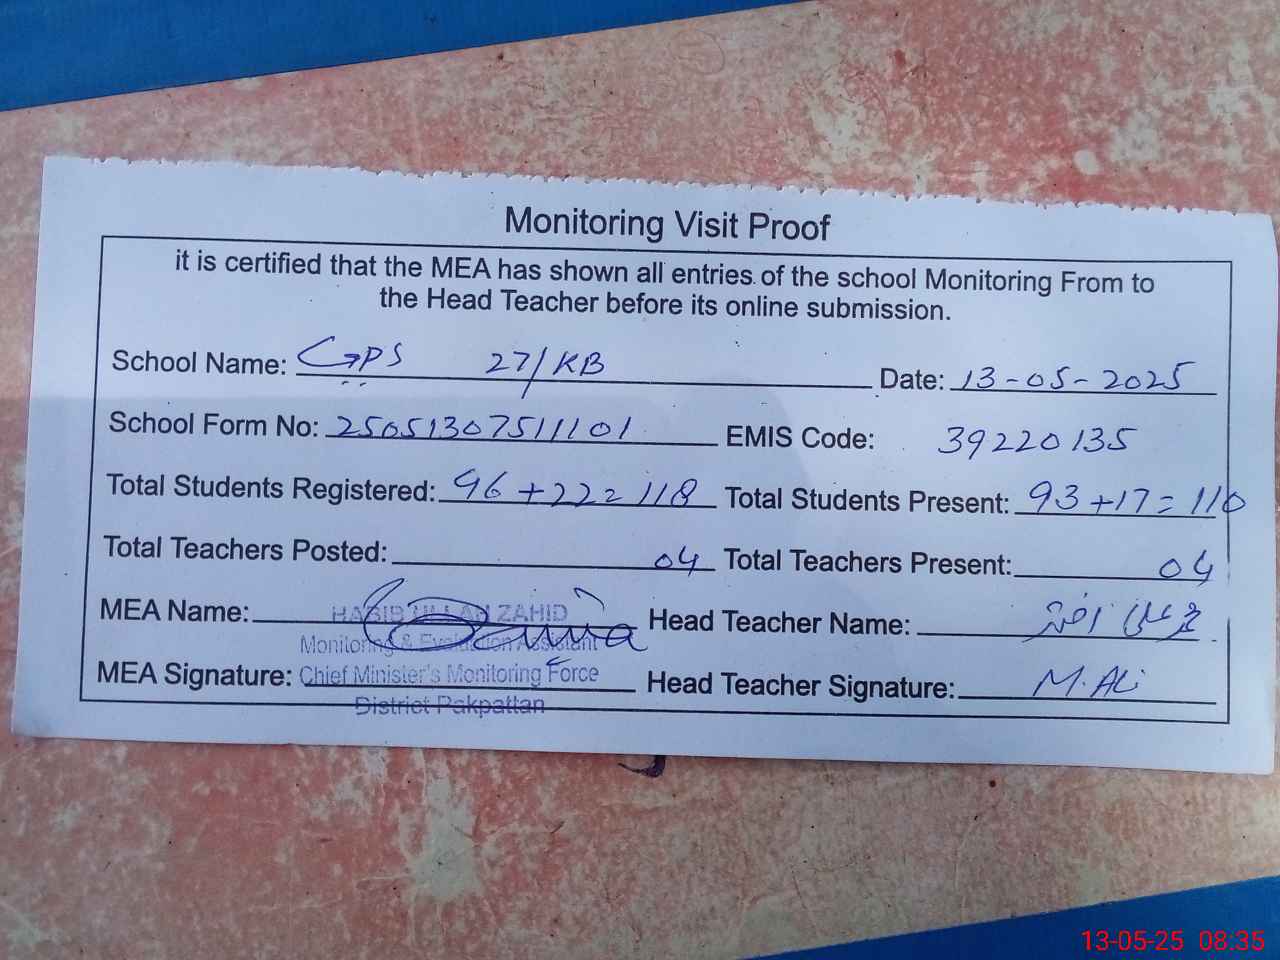 Monitoring Visit Proof
it is certified that the MEA has shown all entries of the school Monitoring From to
the Head Teacher before its online submission.
School Name: GPS 27/KB Date: 13-05-2025
School Form No: 25051307511101 EMIS Code: 39220135
Total Students Registered: 96+22=118 Total Students Present: 93+17=110
Total Teachers Posted: 04 Total Teachers Present: 04
MEA Name: HABIB ULLAH ZAHID Head Teacher Name: علی
Monitoring & Evaluation Assistant
MEA Signature: Chief Minister's Monitoring Force Head Teacher Signature: M. Ali
District Pakpattan
13-05-25 08:35